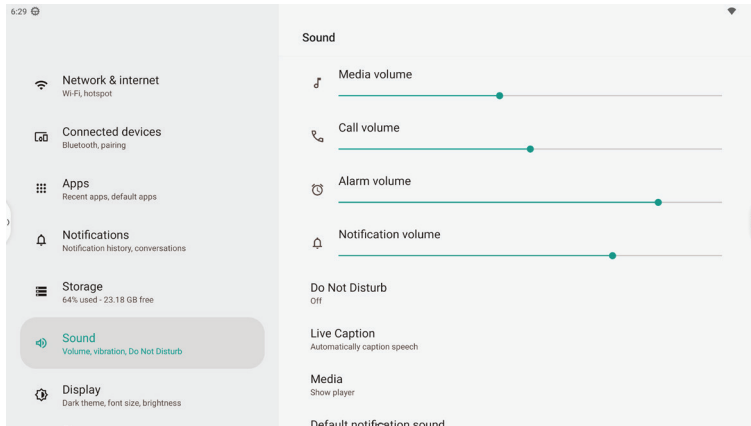 6:29
Network & internet
Wi-Fi, hotspot
Connected devices
Bluetooth, pairing
Apps
Recent apps, default apps
Notifications
Notification history, conversations
Storage
64% used - 23.18 GB free
Sound
Volume, vibration, Do Not Disturb
Display
Dark theme, font size, brightness
Sound
Media volume
Call volume
Alarm volume
Notification volume
Do Not Disturb
Off
Live Caption
Automatically caption speech
Media
Show player
Default notification sound